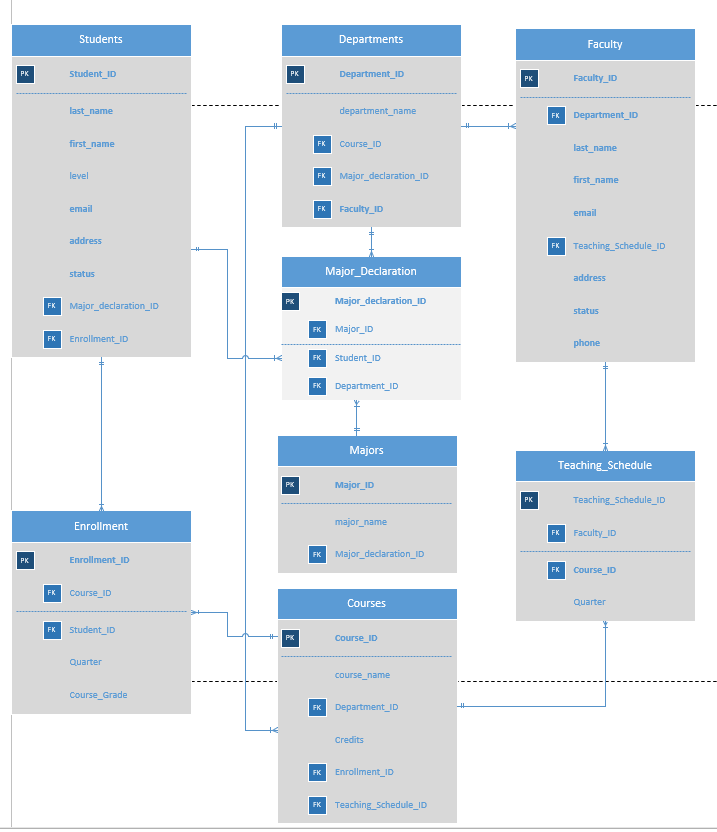 Students
PK Student_ID
last_name
first_name
level
email
address
status
FK Major_declaration_ID
FK Enrollment_ID
Departments
PK Department_ID
department_name
FK Course_ID
FK Major_declaration_ID
FK Faculty_ID
Faculty
PK Faculty_ID
FK Department_ID
last_name
first_name
email
FK Teaching_Schedule_ID
address
status
phone
Major_Declaration
PK Major_declaration_ID
FK Major_ID
FK Student_ID
FK Department_ID
Majors
PK Major_ID
major_name
FK Major_declaration_ID
Teaching_Schedule
PK Teaching_Schedule_ID
FK Faculty_ID
FK Course_ID
Quarter
Enrollment
PK Enrollment_ID
FK Course_ID
FK Student_ID
Quarter
Course_Grade
Courses
PK Course_ID
course_name
FK Department_ID
Credits
FK Enrollment_ID
FK Teaching_Schedule_ID